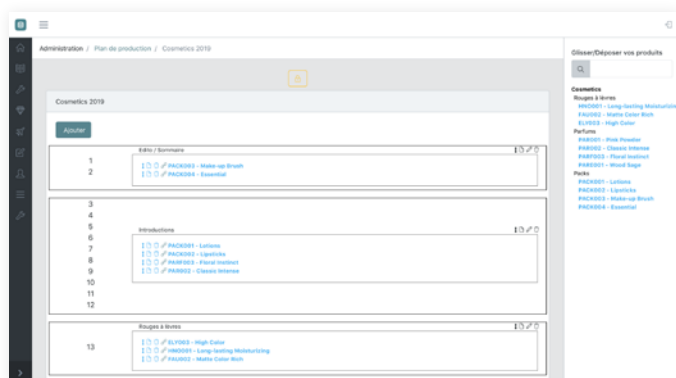 Administration / Plan de production / Cosmetics 2019
Cosmetics 2019
Ajouter
Edito / Sommaire
1
2
PACK003 - Make-up Brush
PACK004 - Essential
3
4
5
6
7
8
9
10
11
12
Introductions
PACK001 - Lotions
PACK002 - Lipsticks
PARF003 - Floral Instinct
PAR002 - Classic Intense
Rouges à lèvres
13
ELY003 - High Color
HNO001 - Long-lasting Moisturizing
FAU002 - Matte Color Rich
Glisser/Déposer vos produits
Cosmetics
Rouges à lèvres
HNO001 - Long-lasting Moisturizing
FAU002 - Matte Color Rich
ELY003 - High Color
Parfums
PAR001 - Pink Powder
PAR002 - Classic Intense
PARF003 - Floral Instinct
PARE001 - Wood Sage
Packs
PACK001 - Lotions
PACK002 - Lipsticks
PACK003 - Make-up Brush
PACK004 - Essential